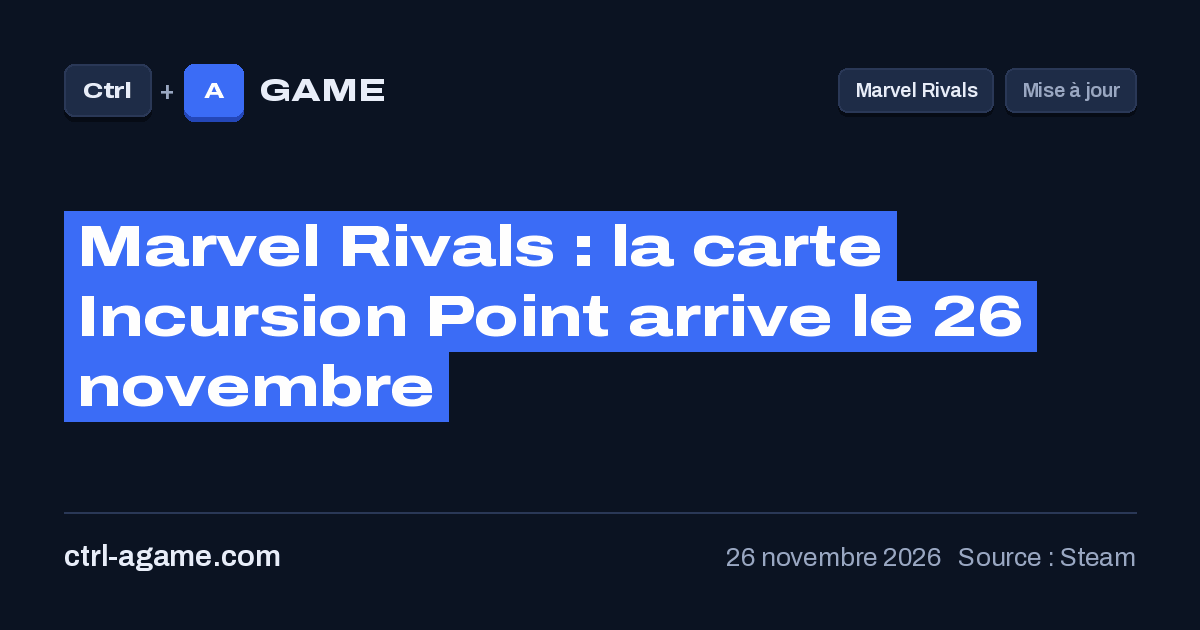 Ctrl + A GAME
Marvel Rivals
Mise à jour
Marvel Rivals : la carte
Incursion Point arrive le 26
novembre
ctrl-agame.com
26 novembre 2026 Source : Steam